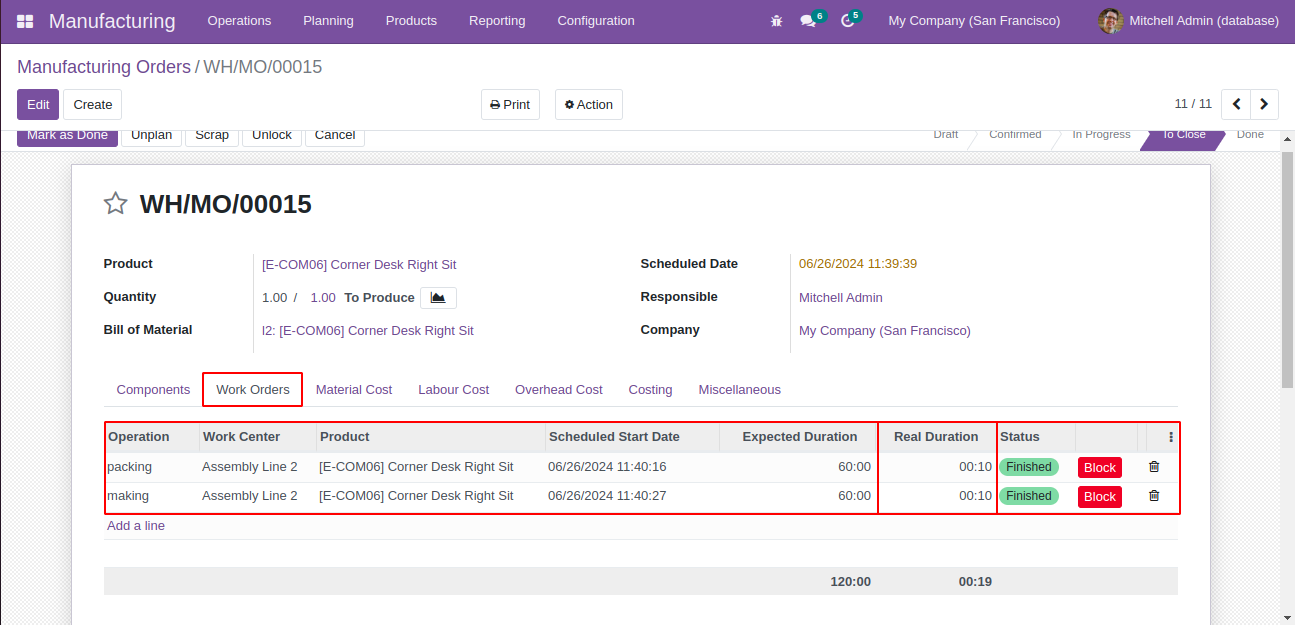 Manufacturing Operations Planning Products Reporting Configuration 6 5 My Company (San Francisco) Mitchell Admin (database)
Manufacturing Orders / WH/MO/00015
Edit Create Print Action 11 / 11
Mark as Done Unplan Scrap Unlock Cancel Draft Confirmed In Progress To Close Done
WH/MO/00015
Product [E-COM06] Corner Desk Right Sit Scheduled Date 06/26/2024 11:39:39
Quantity 1.00 / 1.00 To Produce Responsible Mitchell Admin
Bill of Material I2: [E-COM06] Corner Desk Right Sit Company My Company (San Francisco)
Components Work Orders Material Cost Labour Cost Overhead Cost Costing Miscellaneous
Operation Work Center Product Scheduled Start Date Expected Duration Real Duration Status
packing Assembly Line 2 [E-COM06] Corner Desk Right Sit 06/26/2024 11:40:16 60:00 00:10 Finished Block
making Assembly Line 2 [E-COM06] Corner Desk Right Sit 06/26/2024 11:40:27 60:00 00:10 Finished Block
Add a line
120:00 00:19